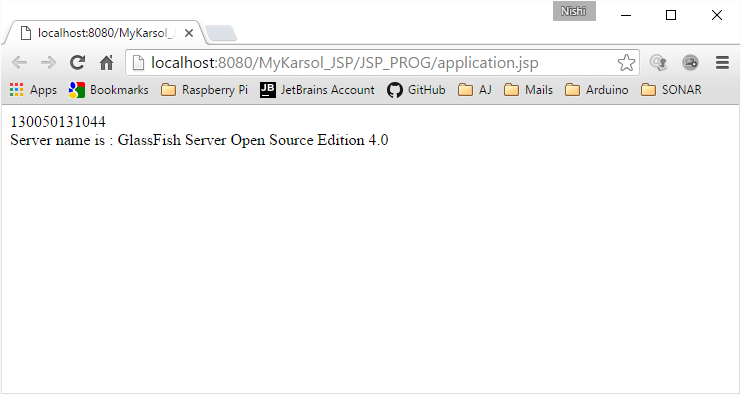 Nishi
localhost:8080/MyKarsol_J
localhost:8080/MyKarsol_JSP/JSP_PROG/application.jsp
Apps Bookmarks Raspberry Pi JB JetBrains Account GitHub AJ Mails Arduino SONAR
130050131044
Server name is : GlassFish Server Open Source Edition 4.0